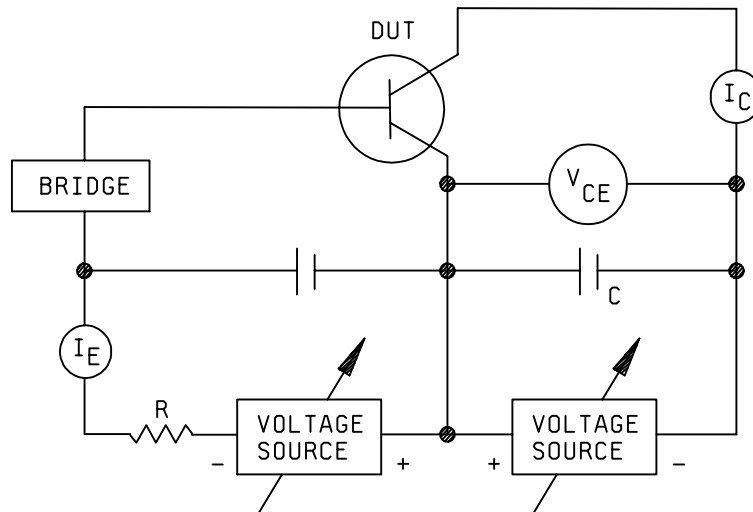 DUT
I_C
BRIDGE
V_CE
C
I_E
R
VOLTAGE
SOURCE
- +
VOLTAGE
SOURCE
+ -